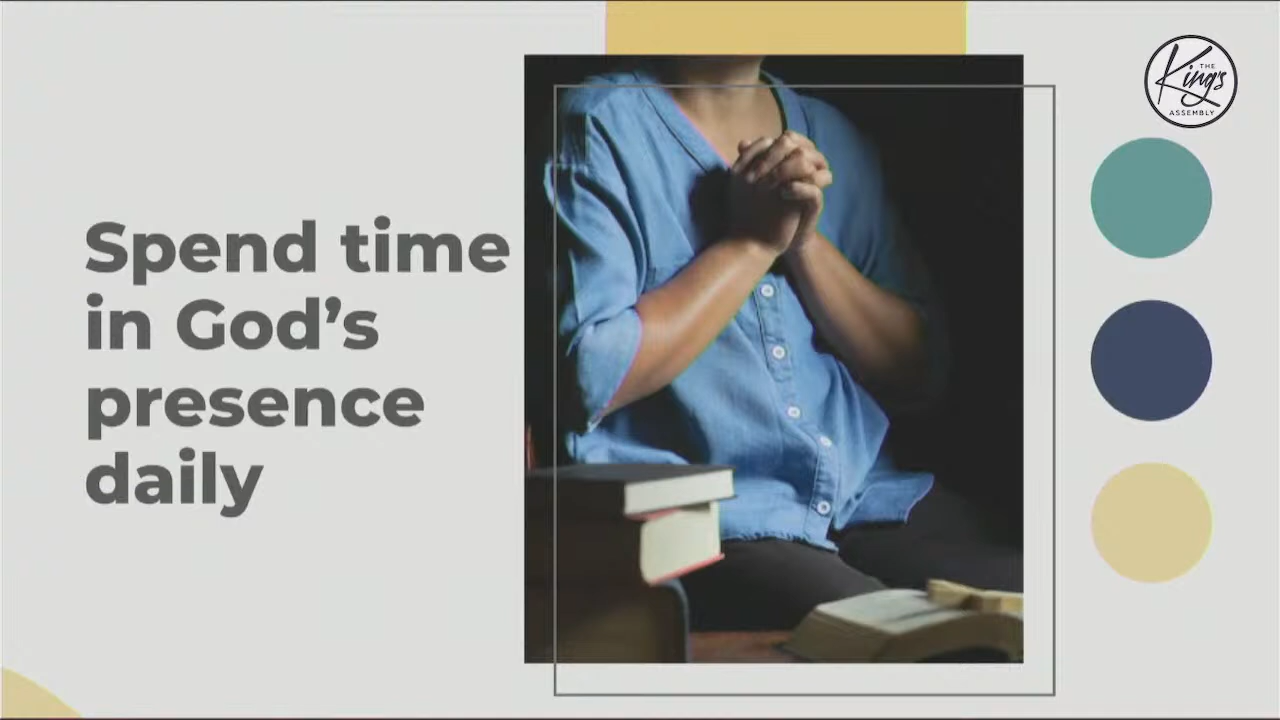 Spend time
in God's
presence
daily
THE
King's
ASSEMBLY